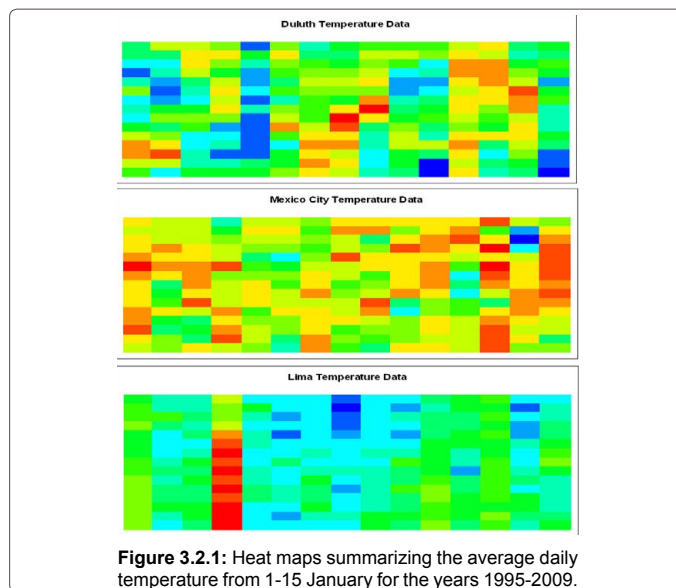 Duluth Temperature Data
Mexico City Temperature Data
Lima Temperature Data
Figure 3.2.1: Heat maps summarizing the average daily
temperature from 1-15 January for the years 1995-2009.